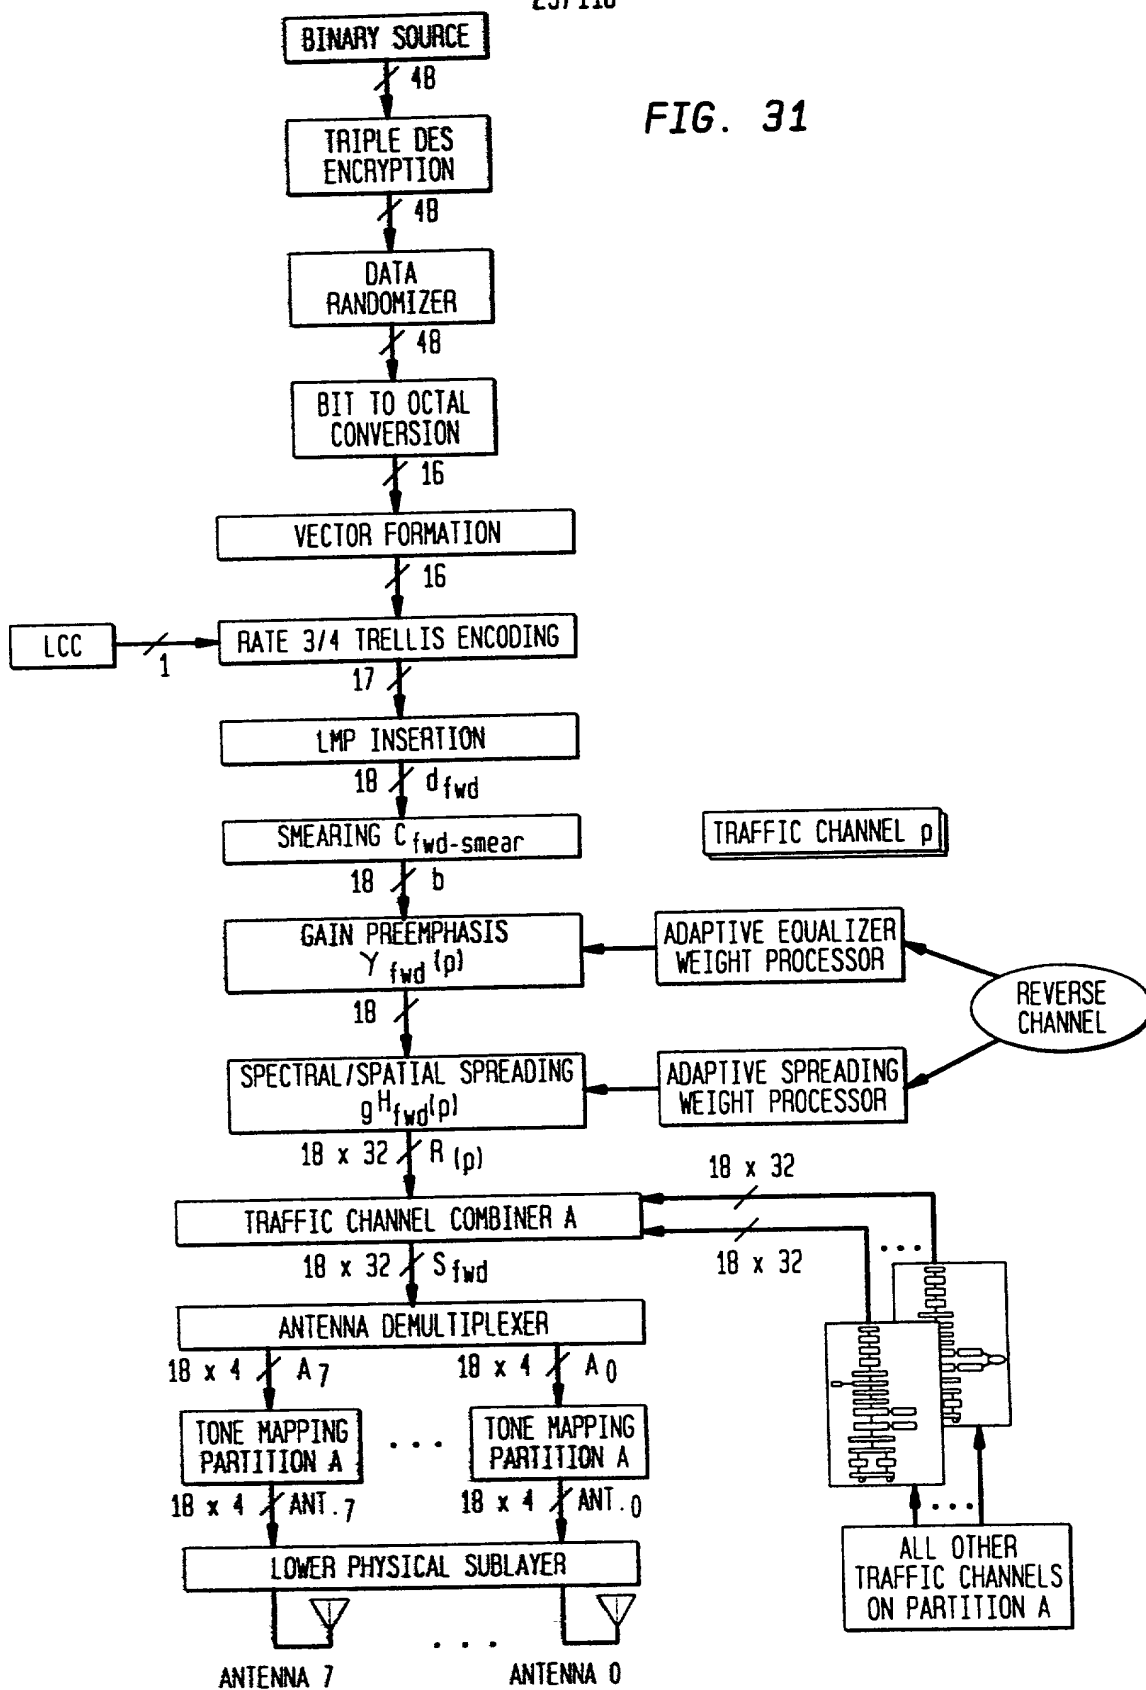 BINARY SOURCE
48
FIG. 31
TRIPLE DES
ENCRYPTION
48
DATA
RANDOMIZER
48
BIT TO OCTAL
CONVERSION
16
VECTOR FORMATION
16
LCC
1
RATE 3/4 TRELLIS ENCODING
17
LMP INSERTION
18 d fwd
SMEARING C fwd-smear
TRAFFIC CHANNEL p
18 b
GAIN PREEMPHASIS
γ fwd (p)
ADAPTIVE EQUALIZER
WEIGHT PROCESSOR
REVERSE
CHANNEL
18
SPECTRAL/SPATIAL SPREADING
g H fwd (p)
ADAPTIVE SPREADING
WEIGHT PROCESSOR
18 x 32 R (p)
18 x 32
TRAFFIC CHANNEL COMBINER A
18 x 32
18 x 32 S fwd
...
ANTENNA DEMULTIPLEXER
18 x 4 A 7
18 x 4 A 0
TONE MAPPING
PARTITION A
...
TONE MAPPING
PARTITION A
18 x 4 ANT. 7
18 x 4 ANT. 0
...
LOWER PHYSICAL SUBLAYER
ALL OTHER
TRAFFIC CHANNELS
ON PARTITION A
...
ANTENNA 7
ANTENNA 0